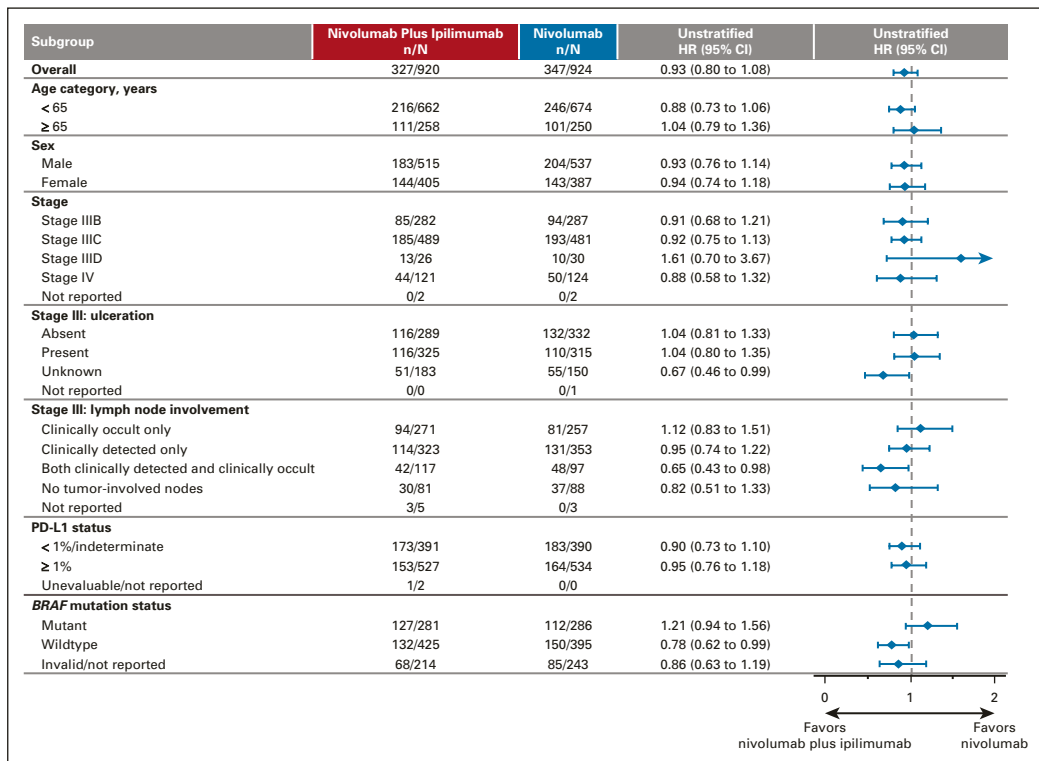 Subgroup Nivolumab Plus Ipilimumab n/N Nivolumab n/N Unstratified HR (95% CI) Unstratified HR (95% CI)
Overall 327/920 347/924 0.93 (0.80 to 1.08)
Age category, years
< 65 216/662 246/674 0.88 (0.73 to 1.06)
≥ 65 111/258 101/250 1.04 (0.79 to 1.36)
Sex
Male 183/515 204/537 0.93 (0.76 to 1.14)
Female 144/405 143/387 0.94 (0.74 to 1.18)
Stage
Stage IIIB 85/282 94/287 0.91 (0.68 to 1.21)
Stage IIIC 185/489 193/481 0.92 (0.75 to 1.13)
Stage IIID 13/26 10/30 1.61 (0.70 to 3.67)
Stage IV 44/121 50/124 0.88 (0.58 to 1.32)
Not reported 0/2 0/2
Stage III: ulceration
Absent 116/289 132/332 1.04 (0.81 to 1.33)
Present 116/325 110/315 1.04 (0.80 to 1.35)
Unknown 51/183 55/150 0.67 (0.46 to 0.99)
Not reported 0/0 0/1
Stage III: lymph node involvement
Clinically occult only 94/271 81/257 1.12 (0.83 to 1.51)
Clinically detected only 114/323 131/353 0.95 (0.74 to 1.22)
Both clinically detected and clinically occult 42/117 48/97 0.65 (0.43 to 0.98)
No tumor-involved nodes 30/81 37/88 0.82 (0.51 to 1.33)
Not reported 3/5 0/3
PD-L1 status
< 1%/indeterminate 173/391 183/390 0.90 (0.73 to 1.10)
≥ 1% 153/527 164/534 0.95 (0.76 to 1.18)
Unevaluable/not reported 1/2 0/0
BRAF mutation status
Mutant 127/281 112/286 1.21 (0.94 to 1.56)
Wildtype 132/425 150/395 0.78 (0.62 to 0.99)
Invalid/not reported 68/214 85/243 0.86 (0.63 to 1.19)
0 1 2
Favors nivolumab plus ipilimumab
Favors nivolumab